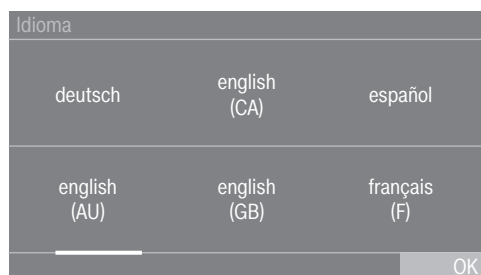 Idioma
deutsch
english
(CA)
español
english
(AU)
english
(GB)
français
(F)
OK